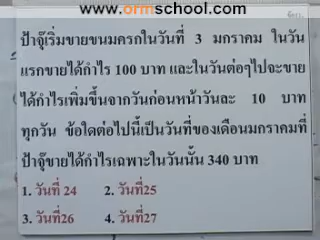 www.ormschool.com
ป้าจุ๊เริ่มขายขนมครกในวันที่ 3 มกราคม ในวัน
แรกขายได้กำไร 100 บาท และในวันต่อๆไปจะขาย
ได้กำไรเพิ่มขึ้นจากวันก่อนหน้าวันละ 10 บาท
ทุกวัน ข้อใดต่อไปนี้เป็นวันที่ของเดือนมกราคมที่
ป้าจุ๊ขายได้กำไรเฉพาะในวันนั้น 340 บาท
1. วันที่ 24 2. วันที่25
3. วันที่26 4. วันที่27